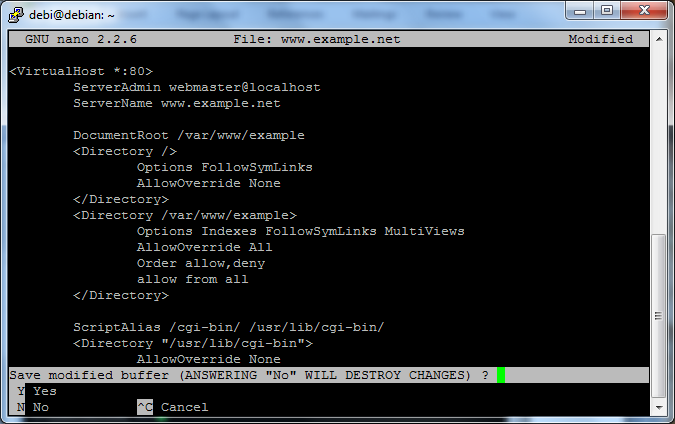 debi@debian: ~
GNU nano 2.2.6 File: www.example.net Modified
<VirtualHost *:80>
ServerAdmin webmaster@localhost
ServerName www.example.net
DocumentRoot /var/www/example
<Directory />
Options FollowSymLinks
AllowOverride None
</Directory>
<Directory /var/www/example>
Options Indexes FollowSymLinks MultiViews
AllowOverride All
Order allow,deny
allow from all
</Directory>
ScriptAlias /cgi-bin/ /usr/lib/cgi-bin/
<Directory "/usr/lib/cgi-bin">
AllowOverride None
Save modified buffer (ANSWERING "No" WILL DESTROY CHANGES) ?
Y Yes
N No ^C Cancel